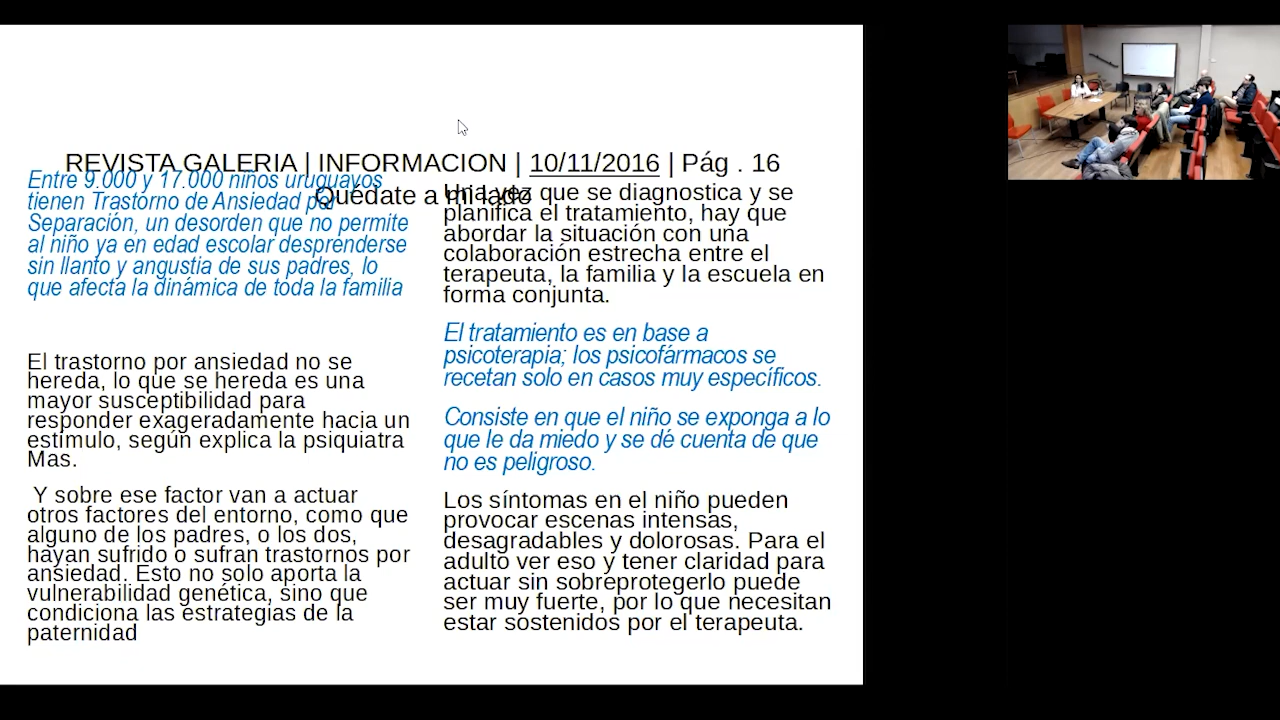 REVISTA GALERIA | INFORMACION | 10/11/2016 | Pág . 16
Quédate a mi lado
Entre 9.000 y 17.000 niños uruguayos
tienen Trastorno de Ansiedad por
Separación, un desorden que no permite
al niño ya en edad escolar desprenderse
sin llanto y angustia de sus padres, lo
que afecta la dinámica de toda la familia
El trastorno por ansiedad no se
hereda, lo que se hereda es una
mayor susceptibilidad para
responder exageradamente hacia un
estímulo, según explica la psiquiatra
Mas.
Y sobre ese factor van a actuar
otros factores del entorno, como que
alguno de los padres, o los dos,
hayan sufrido o sufran trastornos por
ansiedad. Esto no solo aporta la
vulnerabilidad genética, sino que
condiciona las estrategias de la
paternidad
Una vez que se diagnostica y se
planifica el tratamiento, hay que
abordar la situación con una
colaboración estrecha entre el
terapeuta, la familia y la escuela en
forma conjunta.
El tratamiento es en base a
psicoterapia; los psicofármacos se
recetan solo en casos muy específicos.
Consiste en que el niño se exponga a lo
que le da miedo y se dé cuenta de que
no es peligroso.
Los síntomas en el niño pueden
provocar escenas intensas,
desagradables y dolorosas. Para el
adulto ver eso y tener claridad para
actuar sin sobreprotegerlo puede
ser muy fuerte, por lo que necesitan
estar sostenidos por el terapeuta.